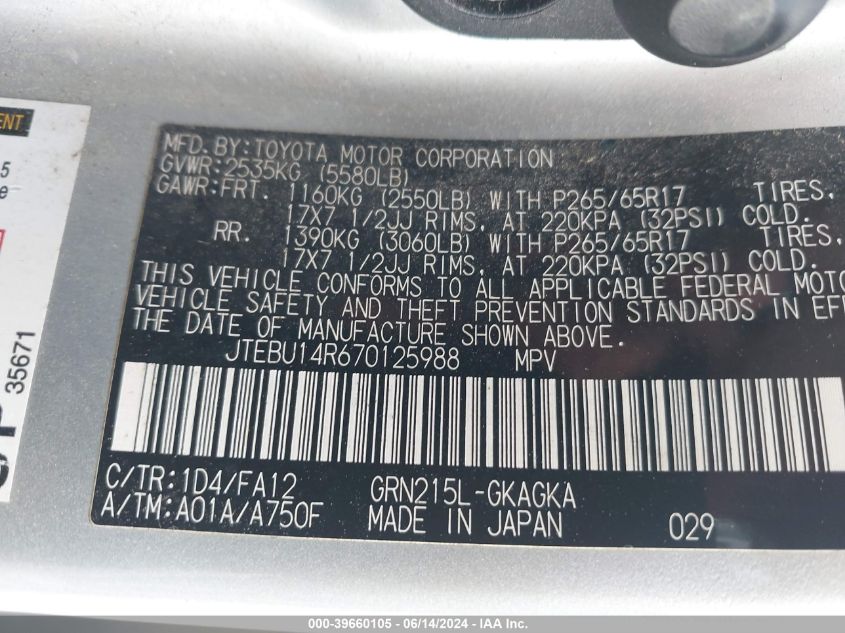 ENT
5
e
35671
MFD. BY:TOYOTA MOTOR CORPORATION
GVWR:2535KG (5580LB)
GAWR:FRT. 1160KG (2550LB) WITH P265/65R17 TIRES,
17X7 1/2JJ RIMS, AT 220KPA (32PSI) COLD.
RR. 1390KG (3060LB) WITH P265/65R17 TIRES,
17X7 1/2JJ RIMS, AT 220KPA (32PSI) COLD.
THIS VEHICLE CONFORMS TO ALL APPLICABLE FEDERAL MOTO
VEHICLE SAFETY AND THEFT PREVENTION STANDARDS IN EFF
THE DATE OF MANUFACTURE SHOWN ABOVE.
JTEBU14R670125988 MPV
C/TR:1D4/FA12 GRN215L-GKAGKA
A/TM:A01A/A750F MADE IN JAPAN 029
000-39660105 - 06/14/2024 - IAA Inc.